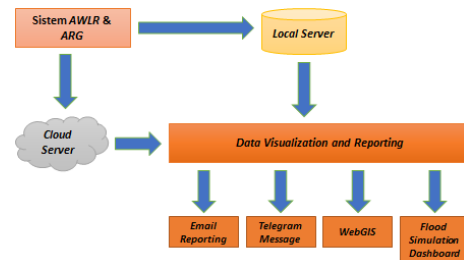 Sistem AWLR &
ARG
Local Server
Cloud
Server
Data Visualization and Reporting
Email
Reporting
Telegram
Message
WebGIS
Flood
Simulation
Dashboard